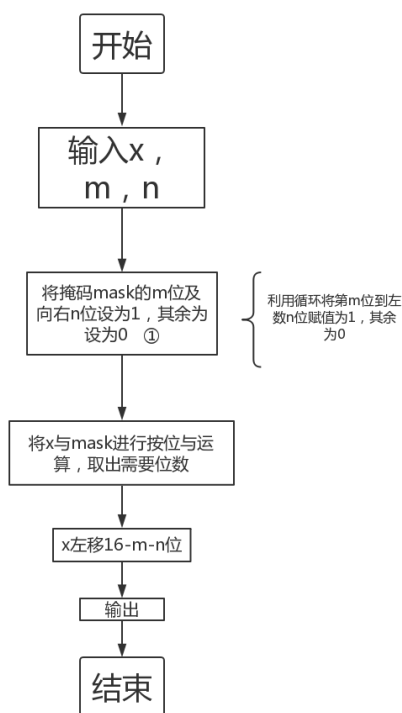 开始
输入x，
m，n
将掩码mask的m位及
向右n位设为1，其余为
设为0 ①
利用循环将第m位到左
数n位赋值为1，其余
为0
将x与mask进行按位与运
算，取出需要位数
x左移16-m-n位
输出
结束